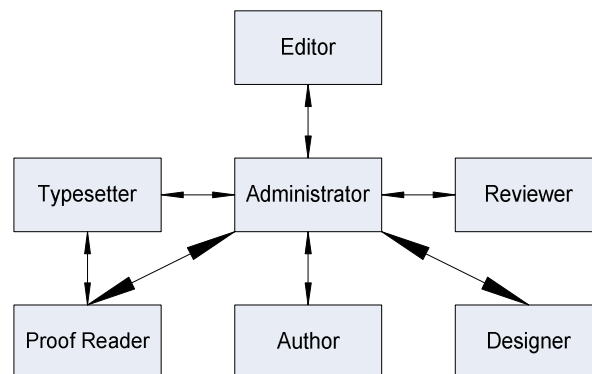 Editor
Typesetter
Administrator
Reviewer
Proof Reader
Author
Designer